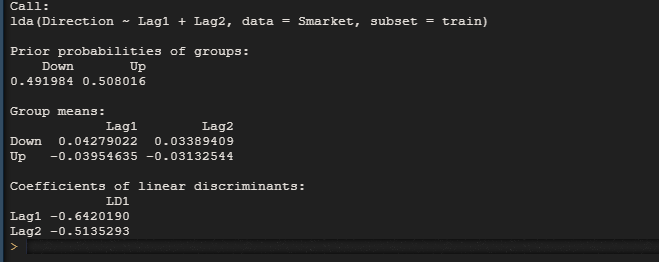 Call:
lda(Direction ~ Lag1 + Lag2, data = Smarket, subset = train)
Prior probabilities of groups:
Down Up
0.491984 0.508016
Group means:
Lag1 Lag2
Down 0.04279022 0.03389409
Up -0.03954635 -0.03132544
Coefficients of linear discriminants:
LD1
Lag1 -0.6420190
Lag2 -0.5135293
>